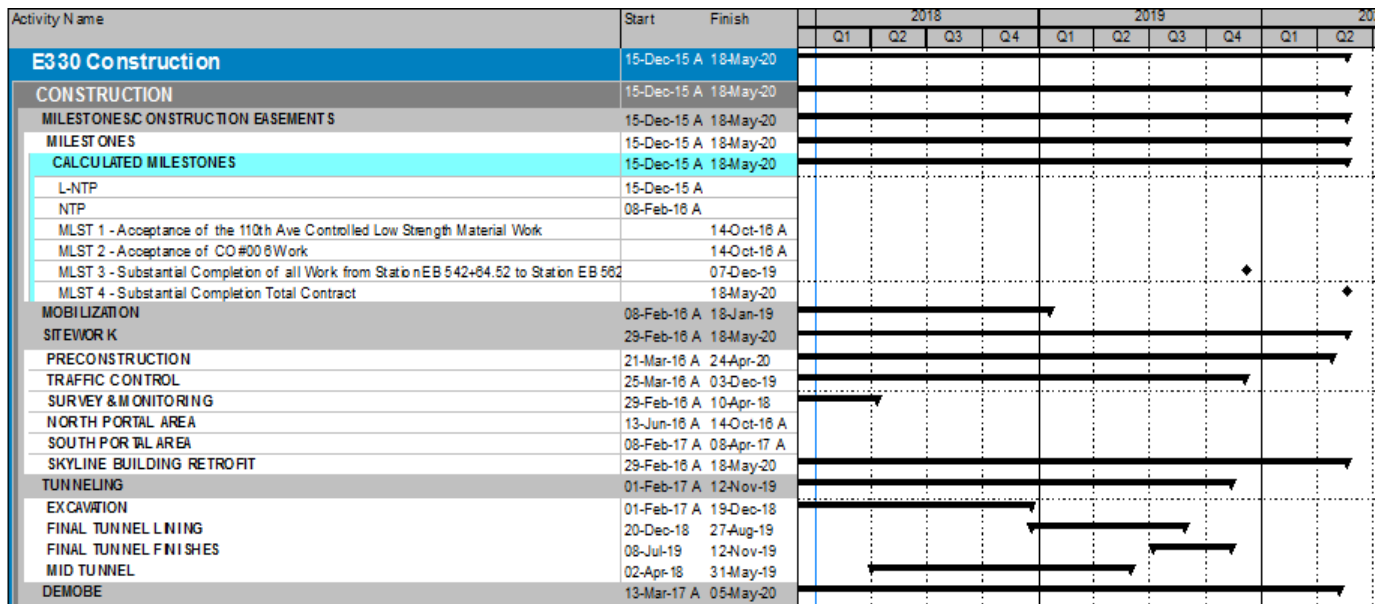 Activity Name Start Finish 2018 2019 20
Q1 Q2 Q3 Q4 Q1 Q2 Q3 Q4 Q1 Q2
E330 Construction 15-Dec-15 A 18-May-20
CONSTRUCTION 15-Dec-15 A 18-May-20
MILESTONES/CONSTRUCTION EASEMENTS 15-Dec-15 A 18-May-20
MILESTONES 15-Dec-15 A 18-May-20
CALCULATED MILESTONES 15-Dec-15 A 18-May-20
L-NTP 15-Dec-15 A
NTP 08-Feb-16 A
MLST 1 - Acceptance of the 110th Ave Controlled Low Strength Material Work 14-Oct-16 A
MLST 2 - Acceptance of CO #006 Work 14-Oct-16 A
MLST 3 - Substantial Completion of all Work from Station EB 542+64.52 to Station EB 562 07-Dec-19
MLST 4 - Substantial Completion Total Contract 18-May-20
MOBILIZATION 08-Feb-16 A 18-Jan-19
SITEWORK 29-Feb-16 A 18-May-20
PRECONSTRUCTION 21-Mar-16 A 24-Apr-20
TRAFFIC CONTROL 25-Mar-16 A 03-Dec-19
SURVEY & MONITORING 29-Feb-16 A 10-Apr-18
NORTH PORTAL AREA 13-Jun-16 A 14-Oct-16 A
SOUTH PORTAL AREA 08-Feb-17 A 08-Apr-17 A
SKYLINE BUILDING RETROFIT 29-Feb-16 A 18-May-20
TUNNELING 01-Feb-17 A 12-Nov-19
EXCAVATION 01-Feb-17 A 19-Dec-18
FINAL TUNNEL LINING 20-Dec-18 27-Aug-19
FINAL TUNNEL FINISHES 08-Jul-19 12-Nov-19
MID TUNNEL 02-Apr-18 31-May-19
DEMOBE 13-Mar-17 A 05-May-20